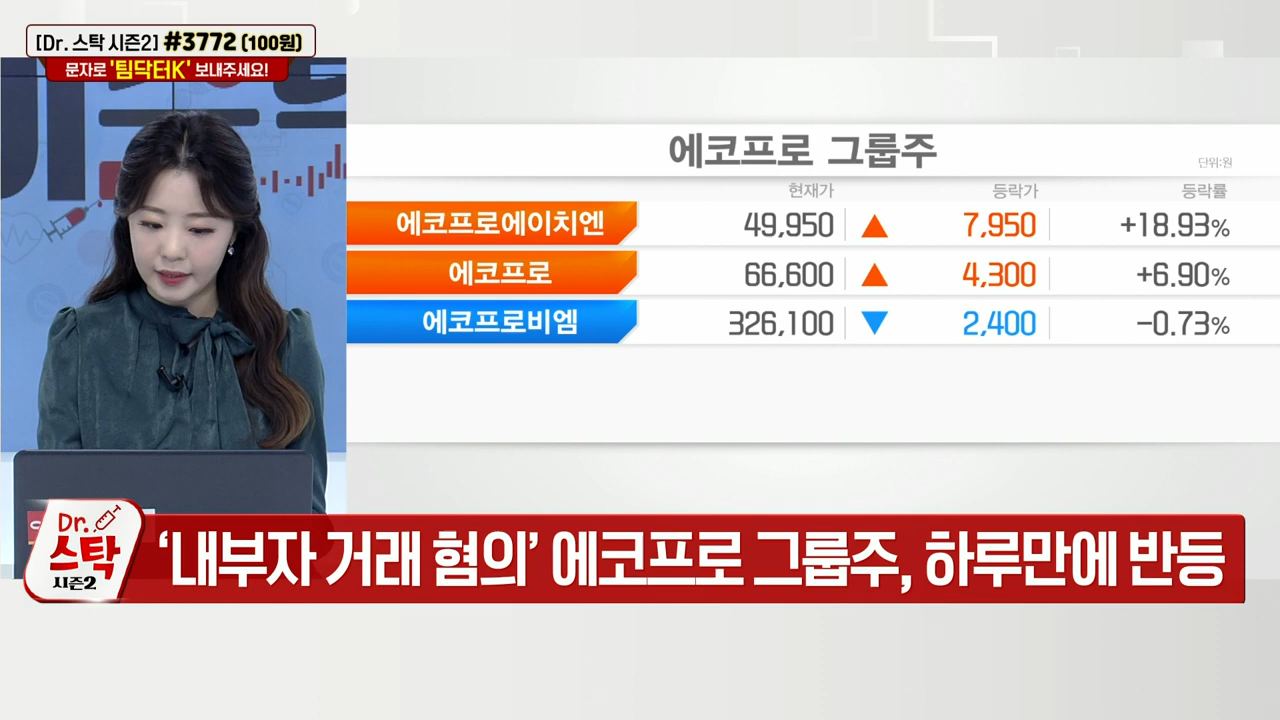 [Dr. 스탁 시즌2] #3772 (100원)
문자로 '팀닥터K' 보내주세요!
에코프로 그룹주
단위:원
현재가 등락가 등락률
에코프로에이치엔 49,950 ▲ 7,950 +18.93%
에코프로 66,600 ▲ 4,300 +6.90%
에코프로비엠 326,100 ▼ 2,400 -0.73%
Dr.
스탁
시즌2
‘내부자 거래 혐의’ 에코프로 그룹주, 하루만에 반등